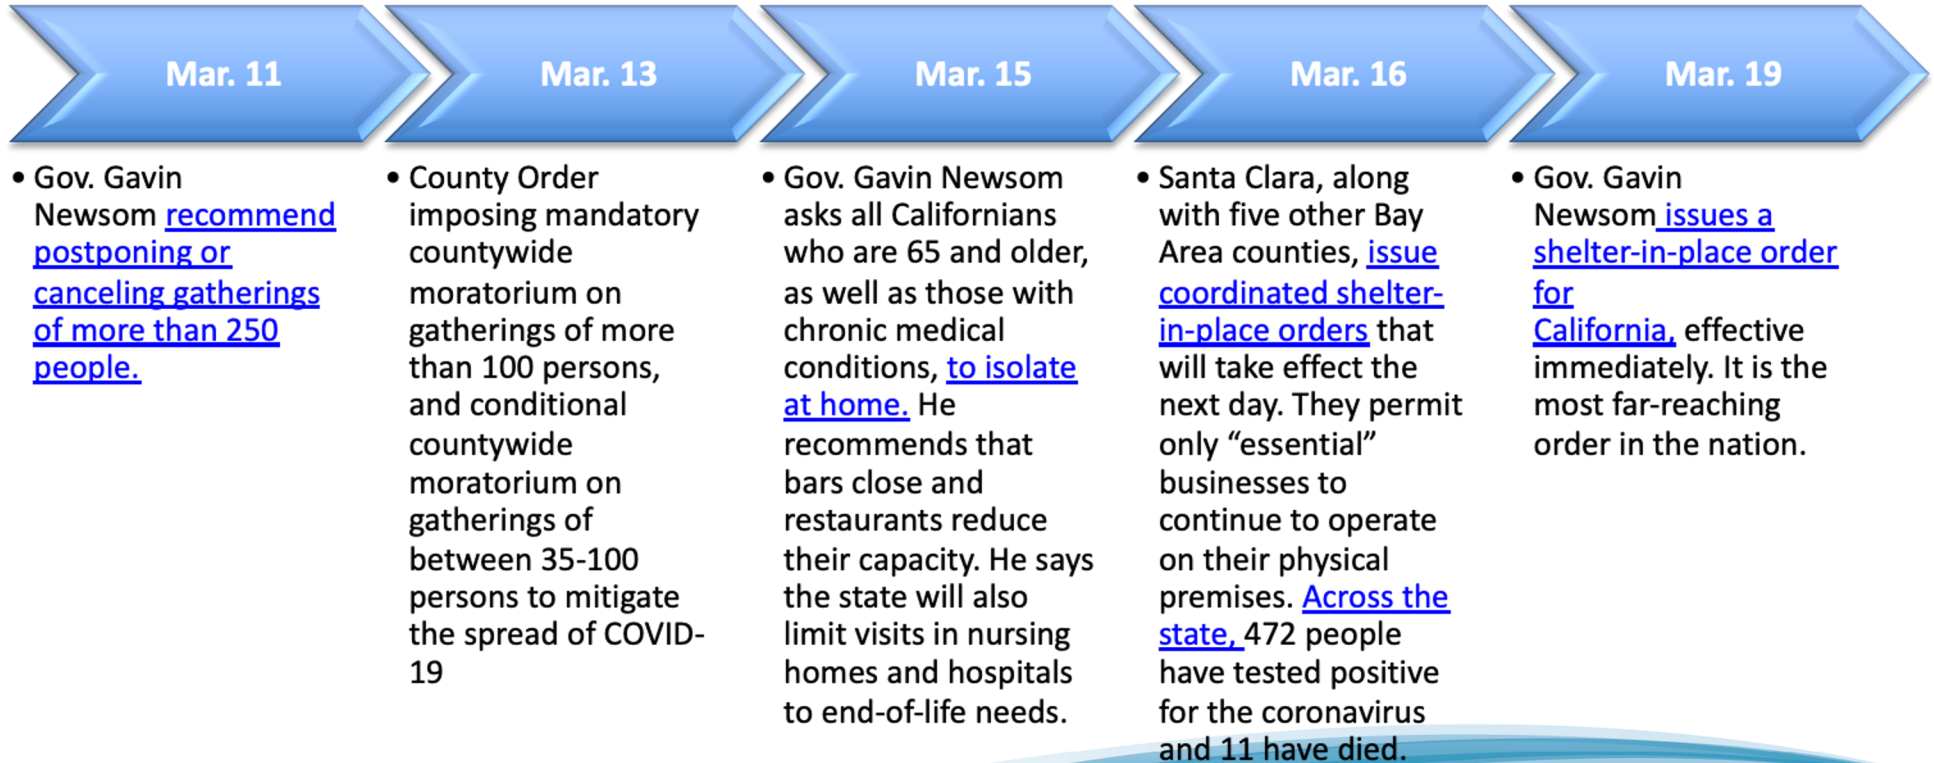 Mar. 11
• Gov. Gavin
Newsom recommend
postponing or
canceling gatherings
of more than 250
people.
Mar. 13
• County Order
imposing mandatory
countywide
moratorium on
gatherings of more
than 100 persons,
and conditional
countywide
moratorium on
gatherings of
between 35-100
persons to mitigate
the spread of COVID-
19
Mar. 15
• Gov. Gavin Newsom
asks all Californians
who are 65 and older,
as well as those with
chronic medical
conditions, to isolate
at home. He
recommends that
bars close and
restaurants reduce
their capacity. He says
the state will also
limit visits in nursing
homes and hospitals
to end-of-life needs.
Mar. 16
• Santa Clara, along
with five other Bay
Area counties, issue
coordinated shelter-
in-place orders that
will take effect the
next day. They permit
only “essential”
businesses to
continue to operate
on their physical
premises. Across the
state, 472 people
have tested positive
for the coronavirus
and 11 have died.
Mar. 19
• Gov. Gavin
Newsom issues a
shelter-in-place order
for
California, effective
immediately. It is the
most far-reaching
order in the nation.